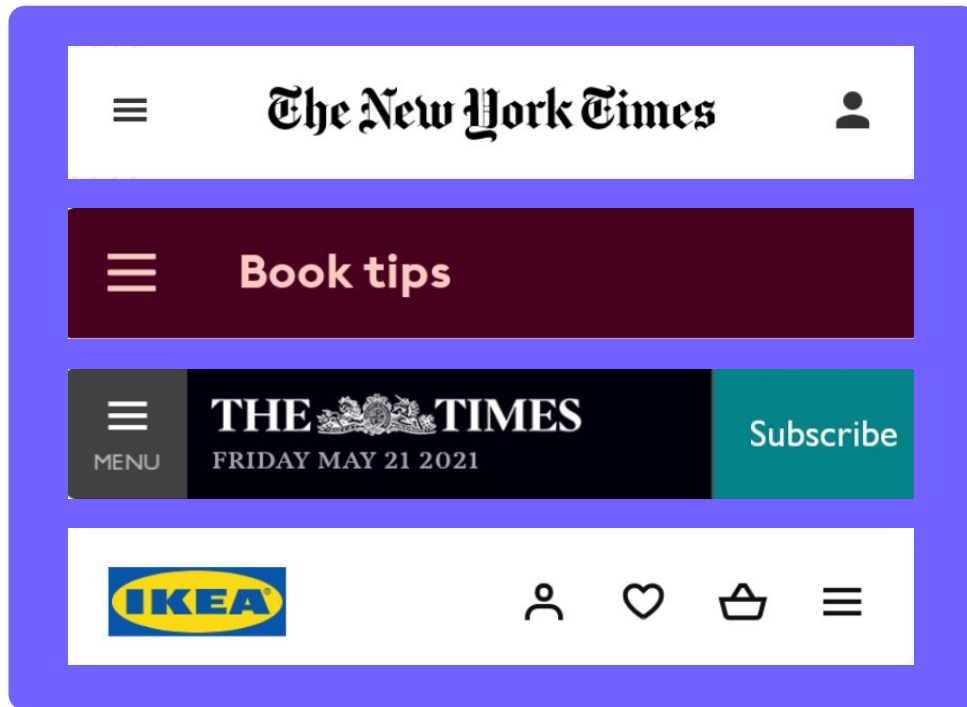 The New York Times
Book tips
THE TIMES
MENU
FRIDAY MAY 21 2021
Subscribe
IKEA®